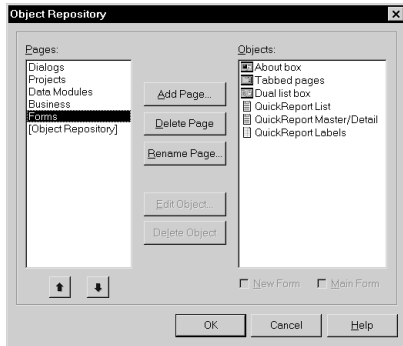 Object Repository
Pages:
Dialogs
Projects
Data Modules
Business
Forms
[Object Repository]
Add Page...
Delete Page
Rename Page...
Edit Object...
Delete Object
Objects:
About box
Tabbed pages
Dual list box
QuickReport List
QuickReport Master/Detail
QuickReport Labels
New Form
Main Form
OK
Cancel
Help